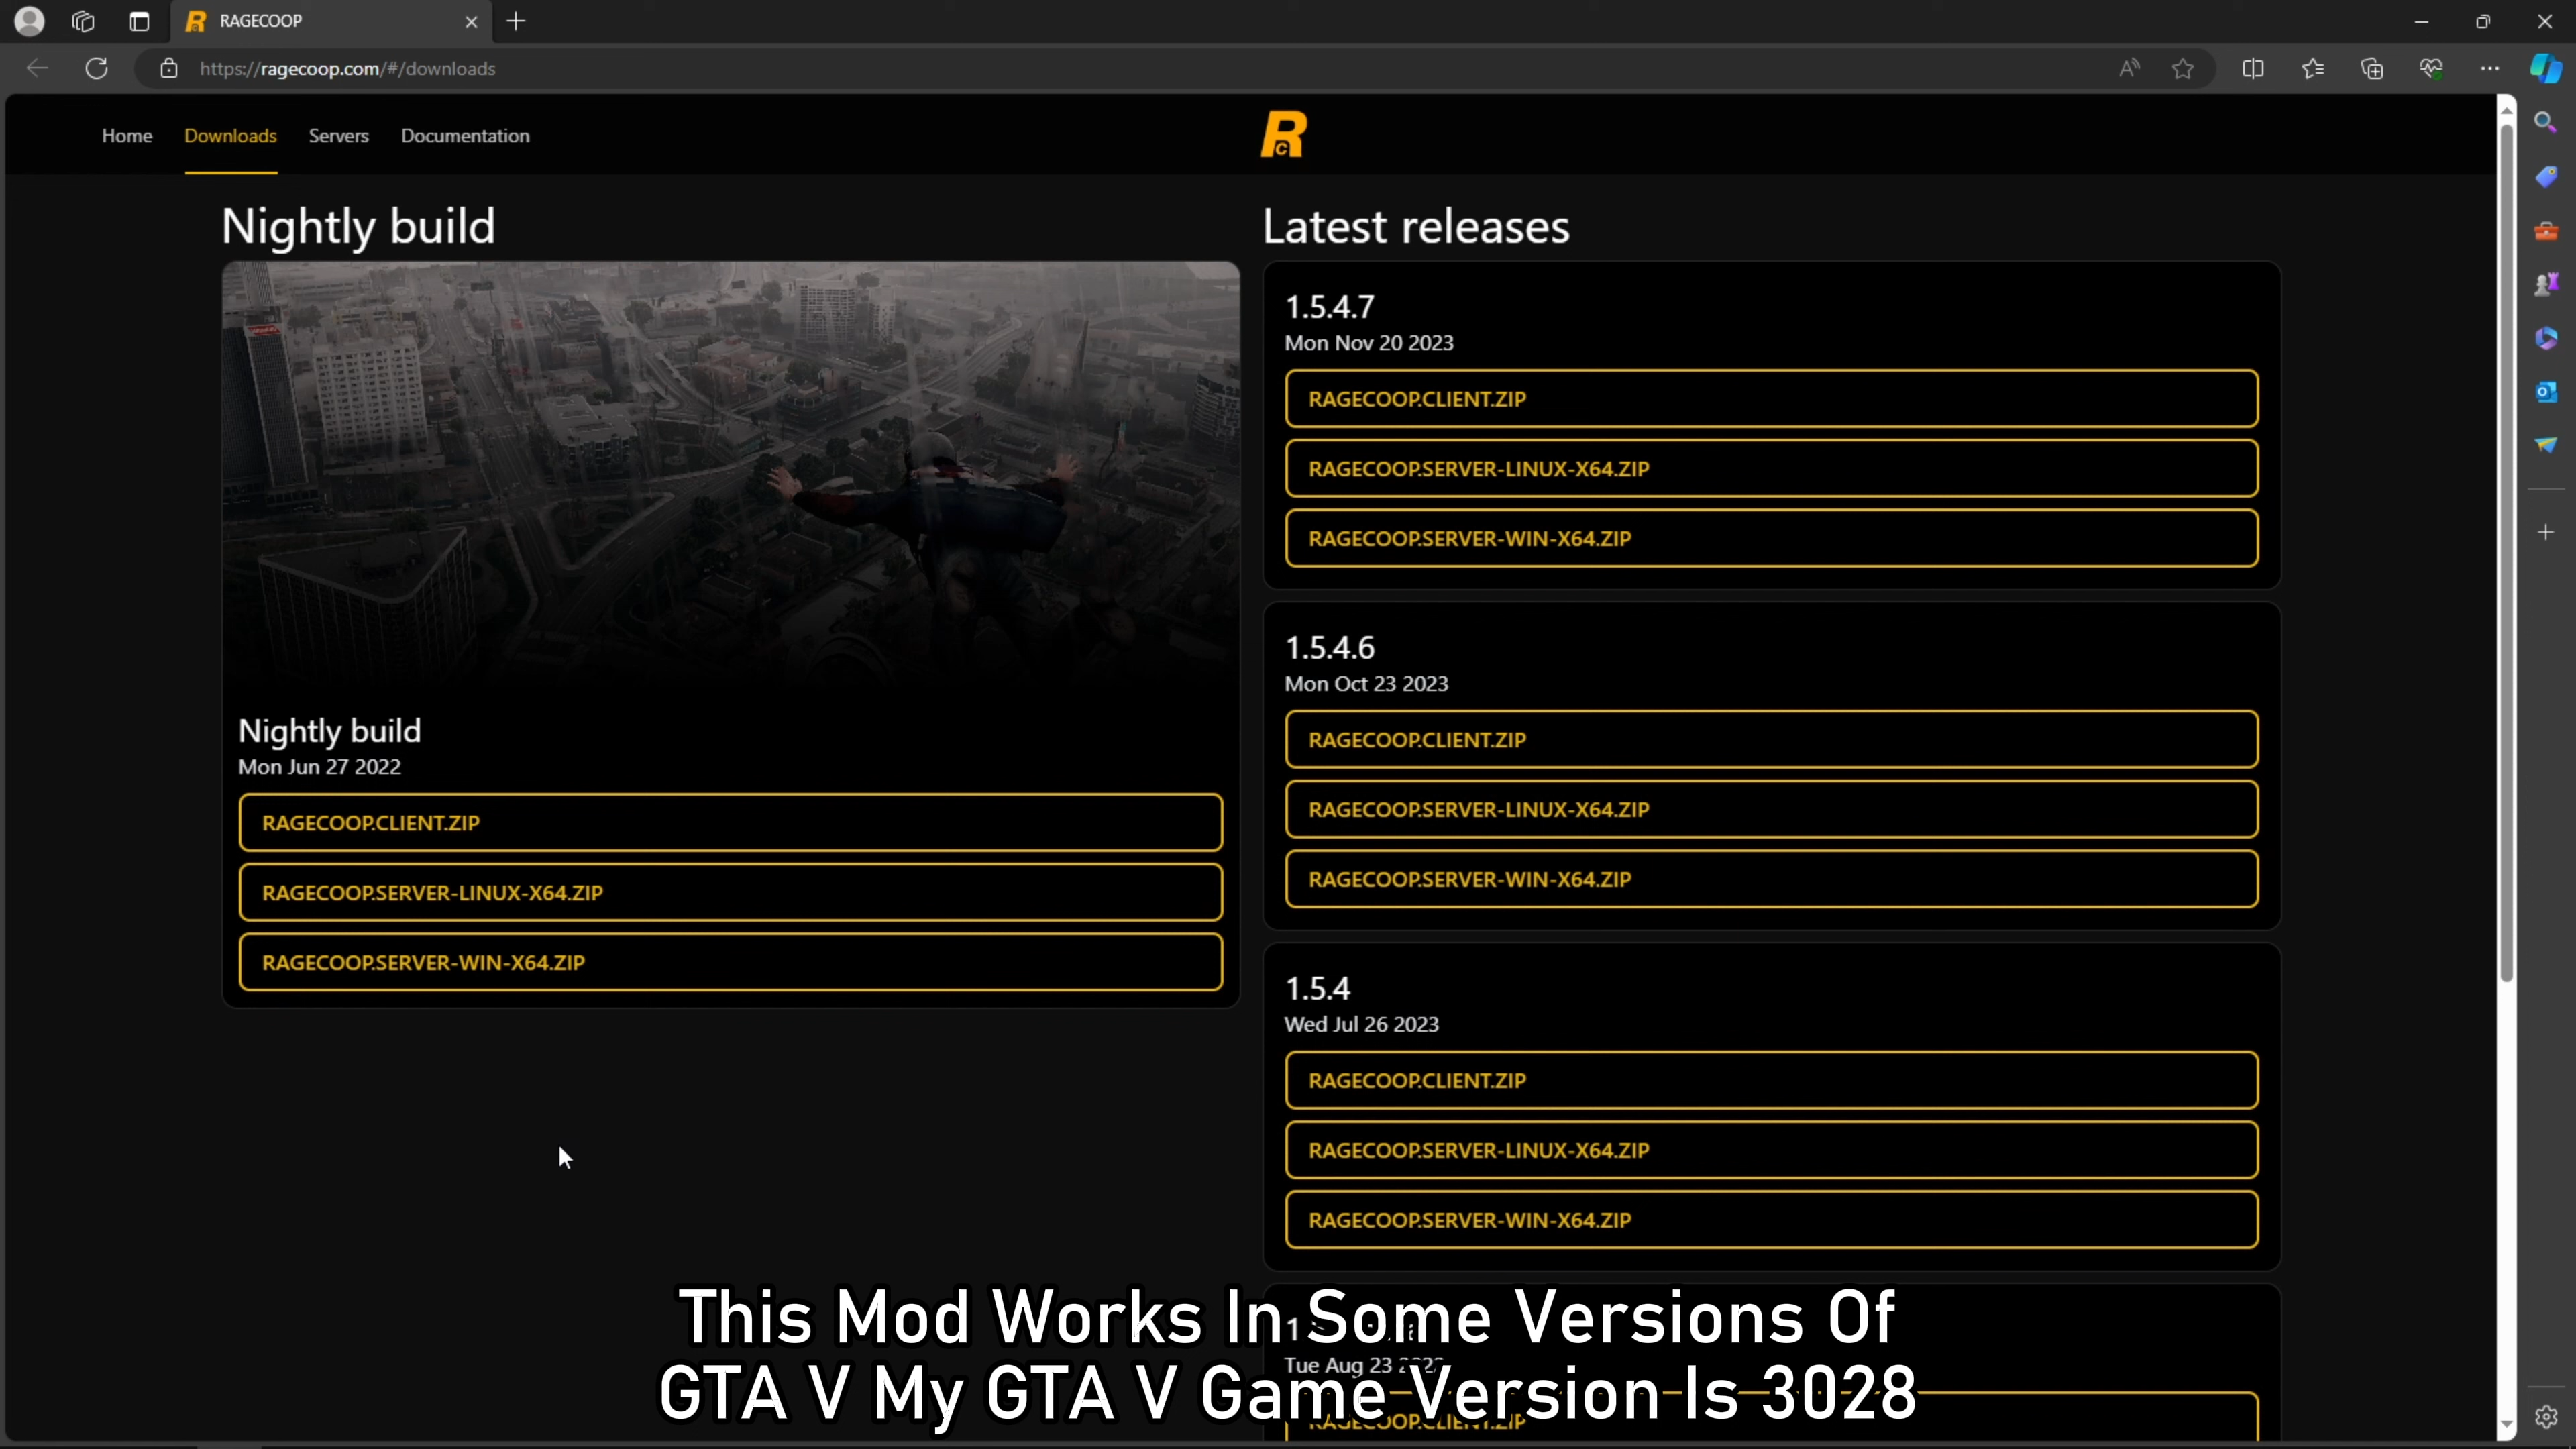 RAGECOOP
https://ragecoop.com/#/downloads
Home Downloads Servers Documentation
Nightly build
Nightly build
Mon Jun 27 2022
RAGECOOP.CLIENT.ZIP
RAGECOOP.SERVER-LINUX-X64.ZIP
RAGECOOP.SERVER-WIN-X64.ZIP
Latest releases
1.5.4.7
Mon Nov 20 2023
RAGECOOP.CLIENT.ZIP
RAGECOOP.SERVER-LINUX-X64.ZIP
RAGECOOP.SERVER-WIN-X64.ZIP
1.5.4.6
Mon Oct 23 2023
RAGECOOP.CLIENT.ZIP
RAGECOOP.SERVER-LINUX-X64.ZIP
RAGECOOP.SERVER-WIN-X64.ZIP
1.5.4
Wed Jul 26 2023
RAGECOOP.CLIENT.ZIP
RAGECOOP.SERVER-LINUX-X64.ZIP
RAGECOOP.SERVER-WIN-X64.ZIP
Tue Aug 23
RAGECOOP.CLIENT.ZIP
This Mod Works In Some Versions Of
GTA V My GTA V Game Version Is 3028